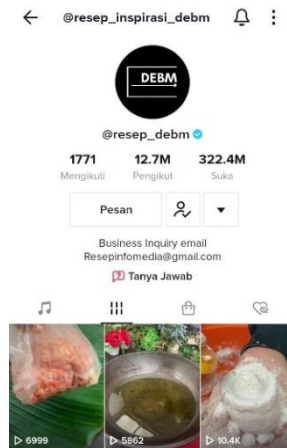 @resep_inspirasi_debm
DEBM
@resep_debm
1771 12.7M 322.4M
Mengikuti Pengikut Suka
Pesan
Business Inquiry email
Resepinfomedia@gmail.com
Tanya Jawab
6999 5862 10.4K